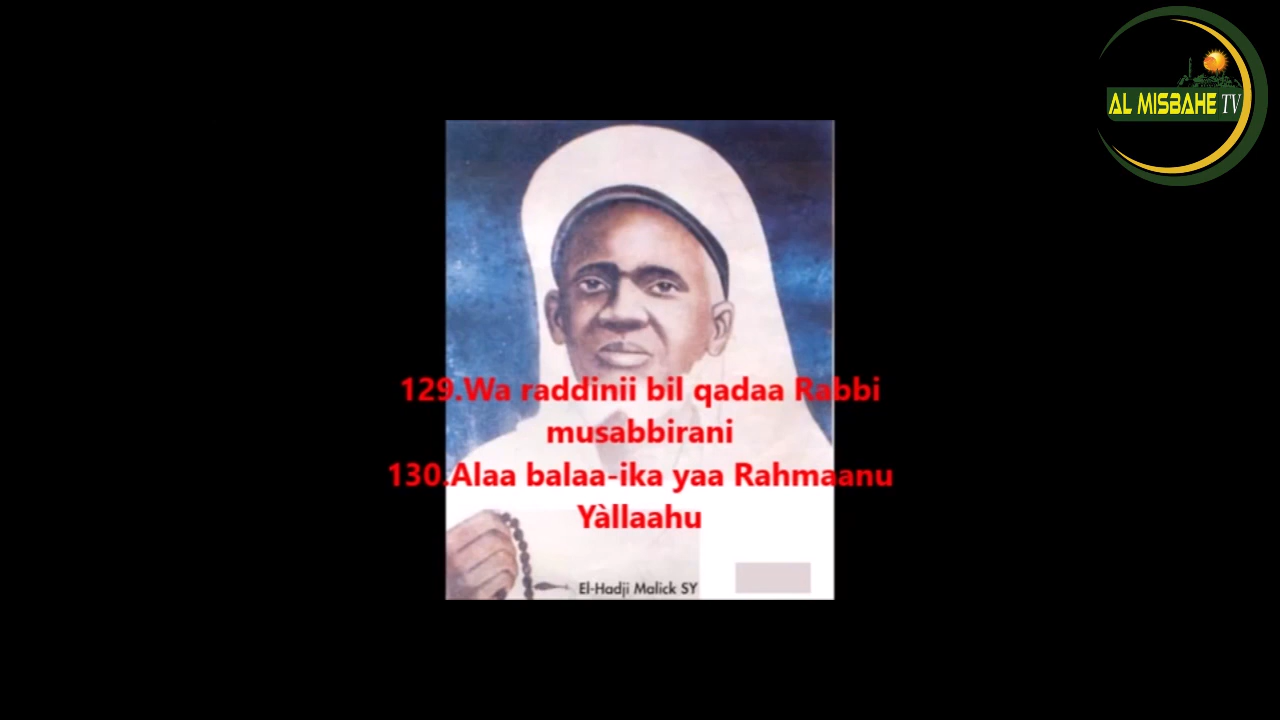 AL MISBAHE TV
129.Wa raddinii bil qadaa Rabbi
musabbirani
130.Alaa balaa-ika yaa Rahmaanu
Yàllaahu
El-Hadji Malick SY